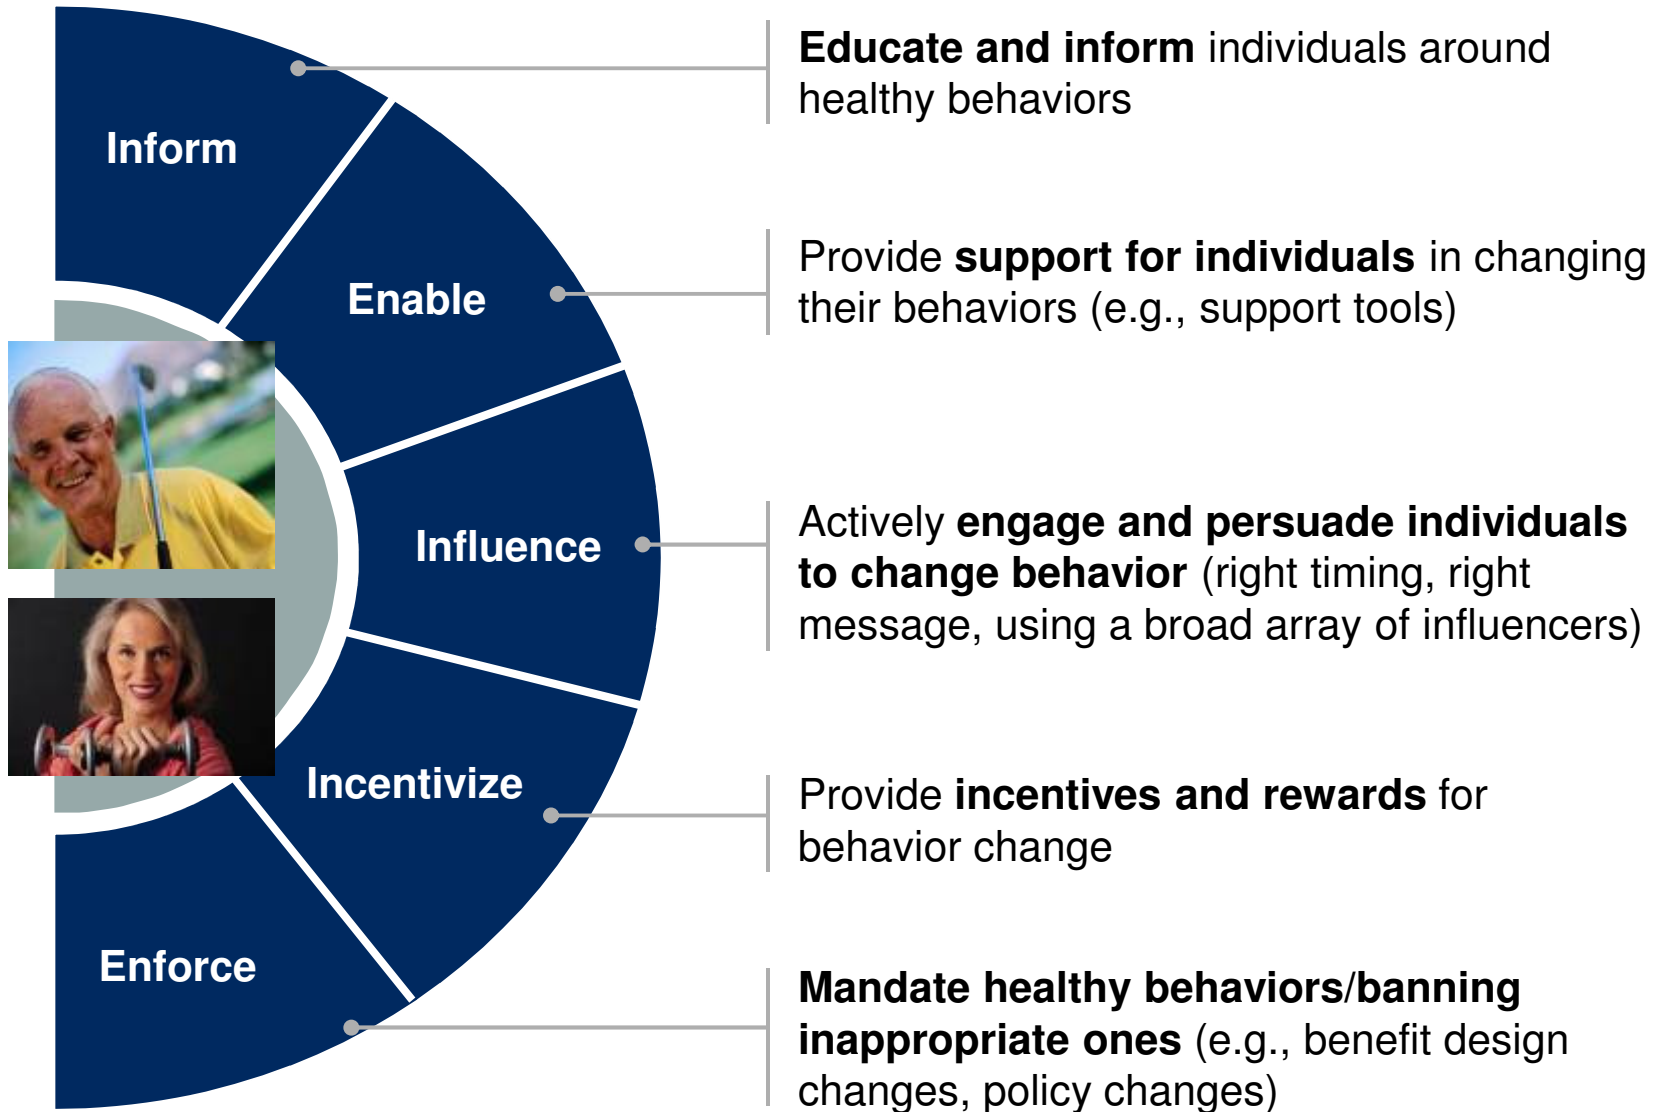 Inform
Educate and inform individuals around
healthy behaviors
Enable
Provide support for individuals in changing
their behaviors (e.g., support tools)
Influence
Actively engage and persuade individuals
to change behavior (right timing, right
message, using a broad array of influencers)
Incentivize
Provide incentives and rewards for
behavior change
Enforce
Mandate healthy behaviors/banning
inappropriate ones (e.g., benefit design
changes, policy changes)